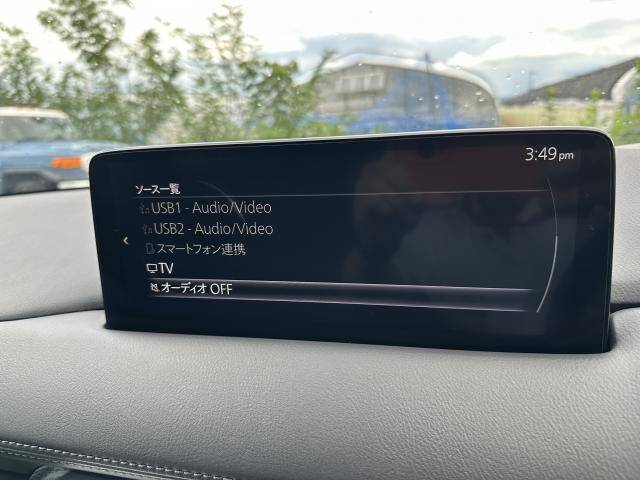 3:49pm
ソース一覧
USB1 - Audio/Video
USB2 - Audio/Video
スマートフォン連携
TV
オーディオ OFF